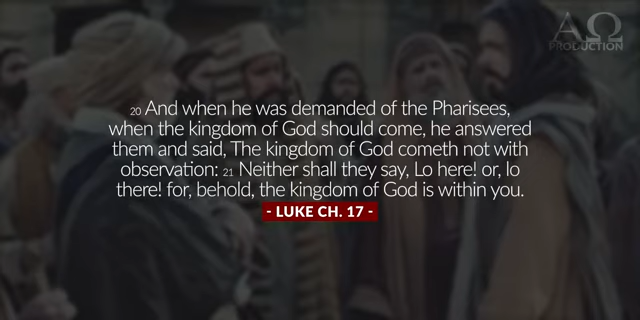 ΑΩ
PRODUCTION
20 And when he was demanded of the Pharisees,
when the kingdom of God should come, he answered
them and said, The kingdom of God cometh not with
observation: 21 Neither shall they say, Lo here! or, lo
there! for, behold, the kingdom of God is within you.
- LUKE CH. 17 -